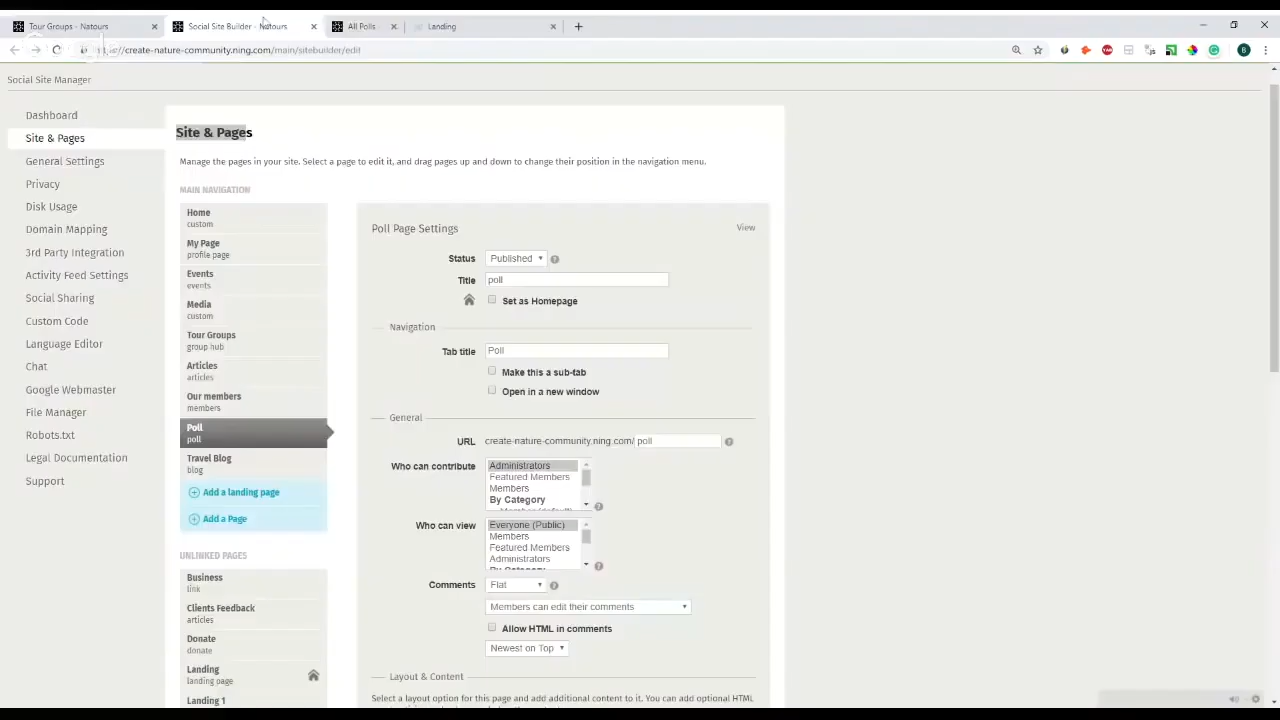 Tour Groups - Natours
Social Site Builder - Natours
All Polls
Landing
//create-nature-community.ning.com/main/sitebuilder/edit
Social Site Manager
Dashboard
Site & Pages
General Settings
Privacy
Disk Usage
Domain Mapping
3rd Party Integration
Activity Feed Settings
Social Sharing
Custom Code
Language Editor
Chat
Google Webmaster
File Manager
Robots.txt
Legal Documentation
Support
Site & Pages
Manage the pages in your site. Select a page to edit it, and drag pages up and down to change their position in the navigation menu.
MAIN NAVIGATION
Home
custom
My Page
profile page
Events
events
Media
custom
Tour Groups
group hub
Articles
articles
Our members
members
Poll
poll
Travel Blog
blog
Add a landing page
Add a Page
UNLINKED PAGES
Business
link
Clients Feedback
articles
Donate
donate
Landing
landing page
Landing 1
Poll Page Settings
View
Status Published
Title poll
Set as Homepage
Navigation
Tab title Poll
Make this a sub-tab
Open in a new window
General
URL create-nature-community.ning.com/ poll
Who can contribute Administrators
Featured Members
Members
By Category
Who can view Everyone (Public)
Members
Featured Members
Administrators
By Category
Comments Flat
Members can edit their comments
Allow HTML in comments
Newest on Top
Layout & Content
Select a layout option for this page and add additional content to it. You can add optional HTML